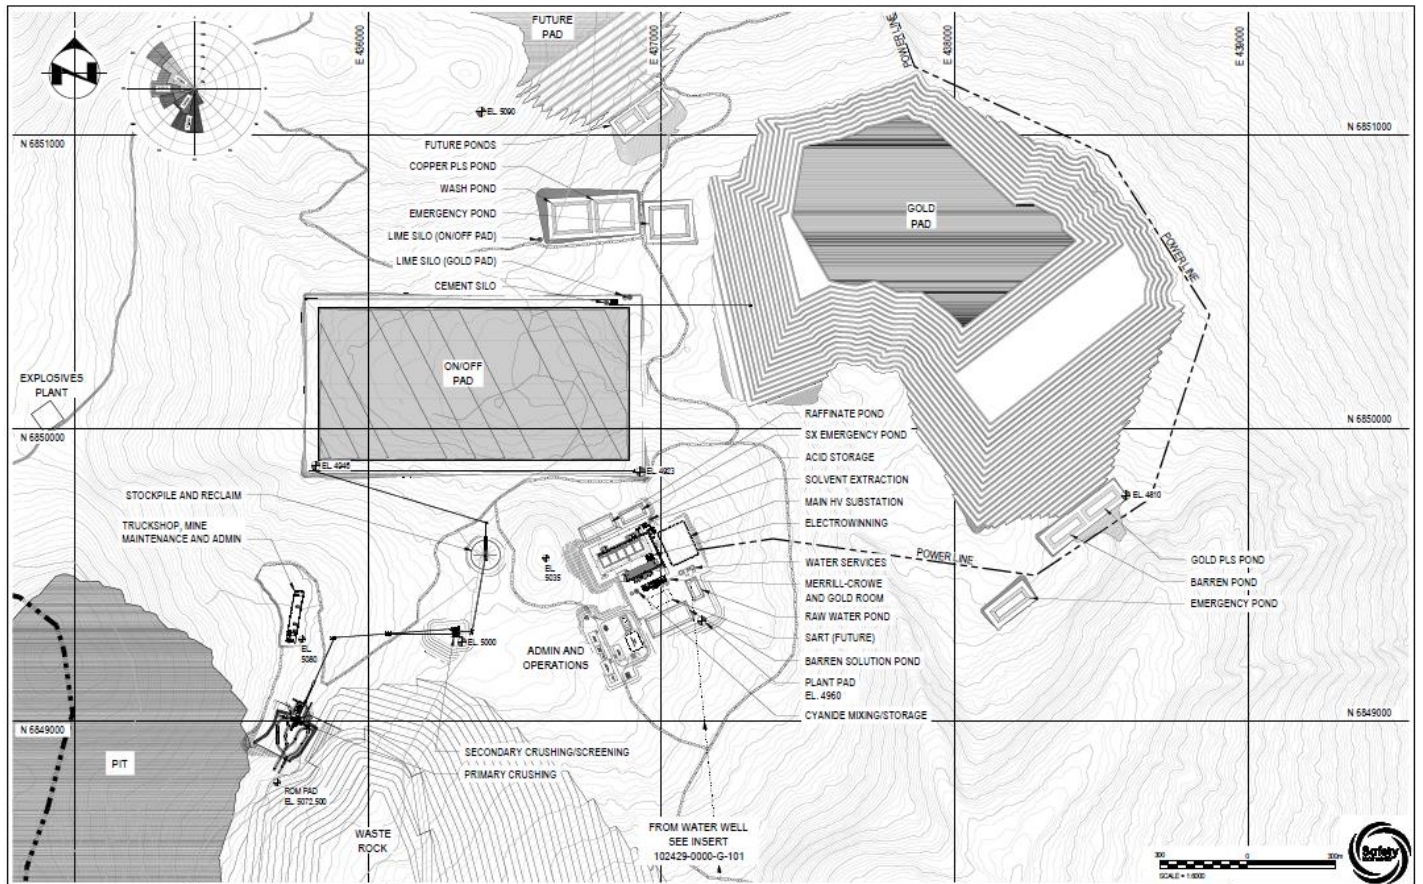 FUTURE
PAD
E 436000
E 437000
POWER LINE
E 438000
E 439000
N
EL. 5090
N 6851000
N 6851000
FUTURE PONDS
COPPER PLS POND
WASH POND
EMERGENCY POND
LIME SILO (ON/OFF PAD)
LIME SILO (GOLD PAD)
CEMENT SILO
GOLD
PAD
POWER LINE
ON/OFF
PAD
EXPLOSIVES
PLANT
N 6850000
N 6850000
EL. 4946
EL. 4923
RAFFINATE POND
SX EMERGENCY POND
ACID STORAGE
SOLVENT EXTRACTION
MAIN HV SUBSTATION
ELECTROWINNING
WATER SERVICES
MERRILL-CROWE
AND GOLD ROOM
RAW WATER POND
SART (FUTURE)
BARREN SOLUTION POND
PLANT PAD
EL. 4960
CYANIDE MIXING/STORAGE
STOCKPILE AND RECLAIM
TRUCKSHOP, MINE
MAINTENANCE AND ADMIN
EL.
5035
POWER LINE
EL. 4810
GOLD PLS POND
BARREN POND
EMERGENCY POND
EL.
5080
EL. 5000
ADMIN AND
OPERATIONS
N 6849000
N 6849000
PIT
SECONDARY CRUSHING/SCREENING
PRIMARY CRUSHING
ROM PAD
EL. 5072.500
WASTE
ROCK
FROM WATER WELL
SEE INSERT
102429-0000-G-101
300 0 300m
SCALE = 1:6000
Safety